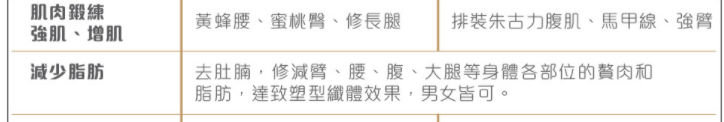 肌肉鍛練
強肌、增肌
黃蜂腰、蜜桃臀、修長腿
排裝朱古力腹肌、馬甲線、強臂
減少脂肪
去肚腩，修減臂、腰、腹、大腿等身體各部位的贅肉和
脂肪，達致塑型纖體效果，男女皆可。